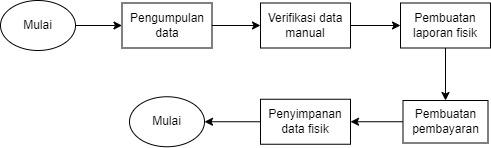 Mulai
Pengumpulan
data
Verifikasi data
manual
Pembuatan
laporan fisik
Pembuatan
pembayaran
Penyimpanan
data fisik
Mulai